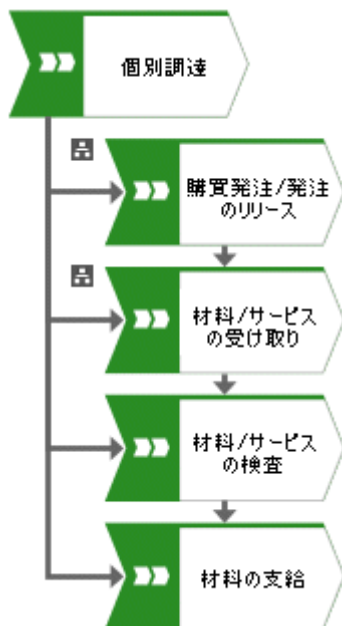 個別調達
購買発注/発注
のリリース
材料/サービス
の受け取り
材料/サービス
の検査
材料の支給